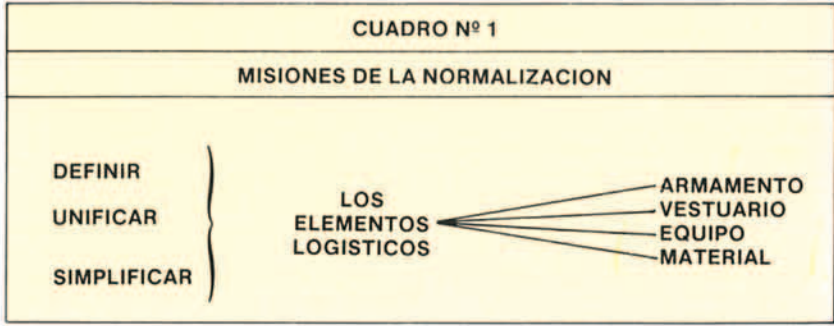 CUADRO Nº 1
MISIONES DE LA NORMALIZACION
DEFINIR
UNIFICAR
SIMPLIFICAR
LOS
ELEMENTOS
LOGISTICOS
ARMAMENTO
VESTUARIO
EQUIPO
MATERIAL